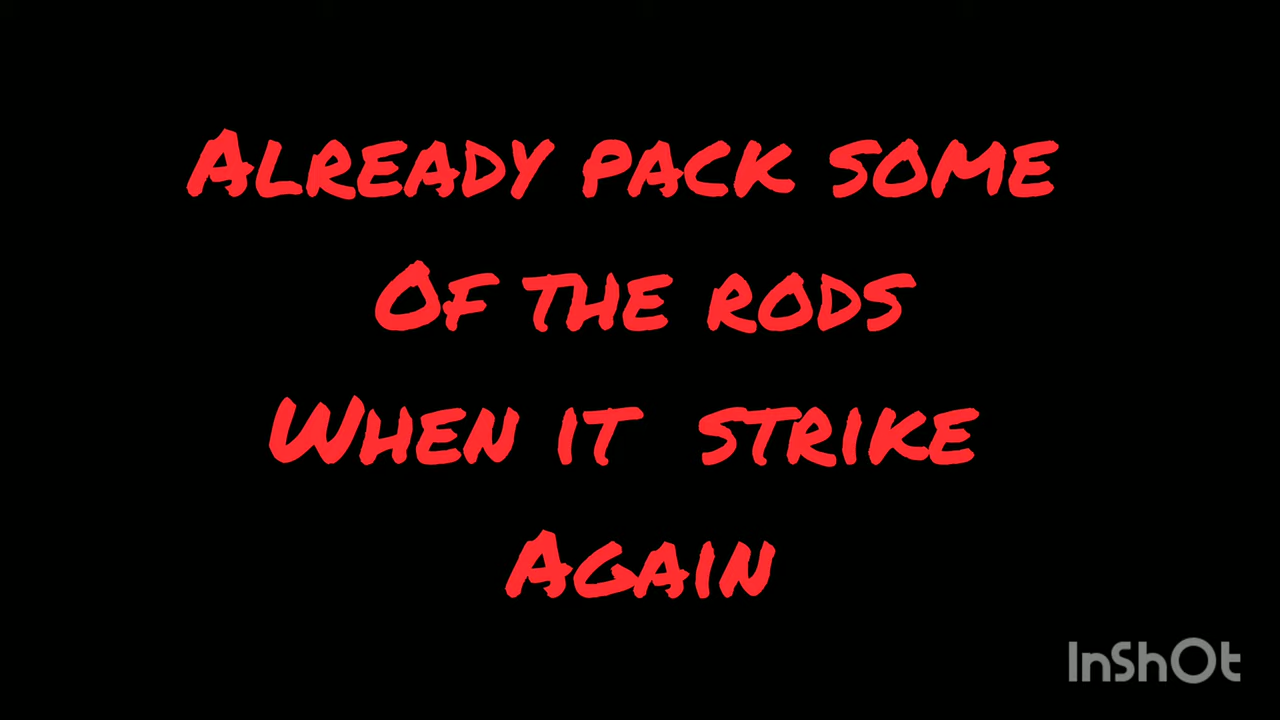 Already pack some
Of the rods
When it strike
Again
InShOt